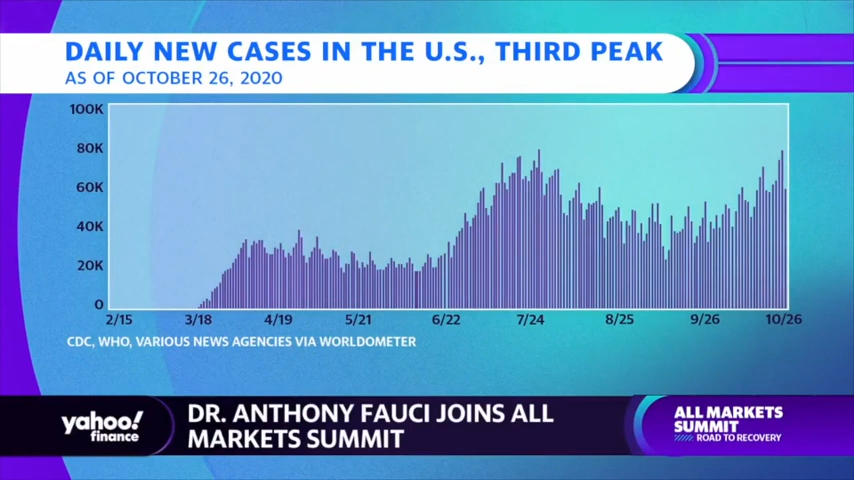 DAILY NEW CASES IN THE U.S., THIRD PEAK
AS OF OCTOBER 26, 2020
100K
80K
60K
40K
20K
0
2/15 3/18 4/19 5/21 6/22 7/24 8/25 9/26 10/26
CDC, WHO, VARIOUS NEWS AGENCIES VIA WORLDOMETER
yahoo!
finance
DR. ANTHONY FAUCI JOINS ALL
MARKETS SUMMIT
ALL MARKETS
SUMMIT
ROAD TO RECOVERY